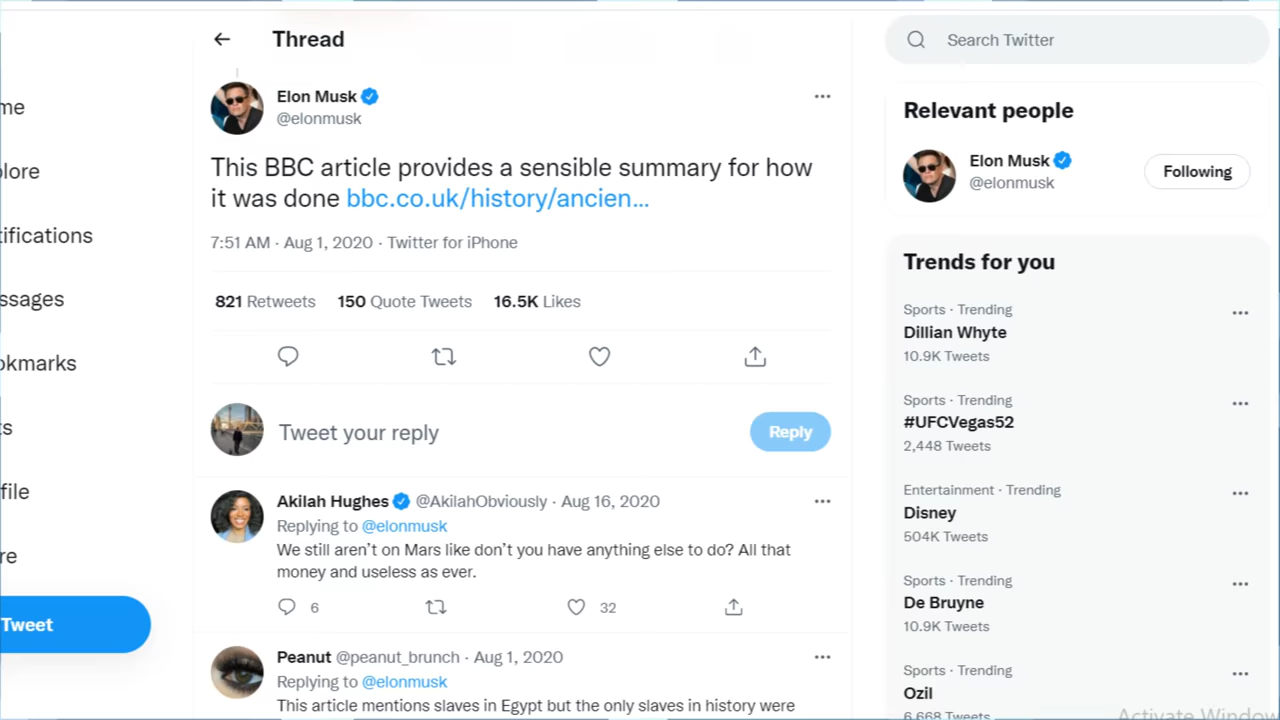 Thread
Search Twitter
me
lore
ifications
ssages
okmarks
ts
file
re
Tweet
Elon Musk
@elonmusk
This BBC article provides a sensible summary for how
it was done bbc.co.uk/history/ancien...
7:51 AM · Aug 1, 2020 · Twitter for iPhone
821 Retweets 150 Quote Tweets 16.5K Likes
Tweet your reply
Reply
Akilah Hughes @AkilahObviously · Aug 16, 2020
Replying to @elonmusk
We still aren't on Mars like don't you have anything else to do? All that
money and useless as ever.
6 32
Peanut @peanut_brunch · Aug 1, 2020
Replying to @elonmusk
This article mentions slaves in Egypt but the only slaves in history were
Relevant people
Elon Musk
@elonmusk
Following
Trends for you
Sports · Trending
Dillian Whyte
10.9K Tweets
Sports · Trending
#UFCVegas52
2,448 Tweets
Entertainment · Trending
Disney
504K Tweets
Sports · Trending
De Bruyne
10.9K Tweets
Sports · Trending
Ozil
6,668 Tweets
Activate Window